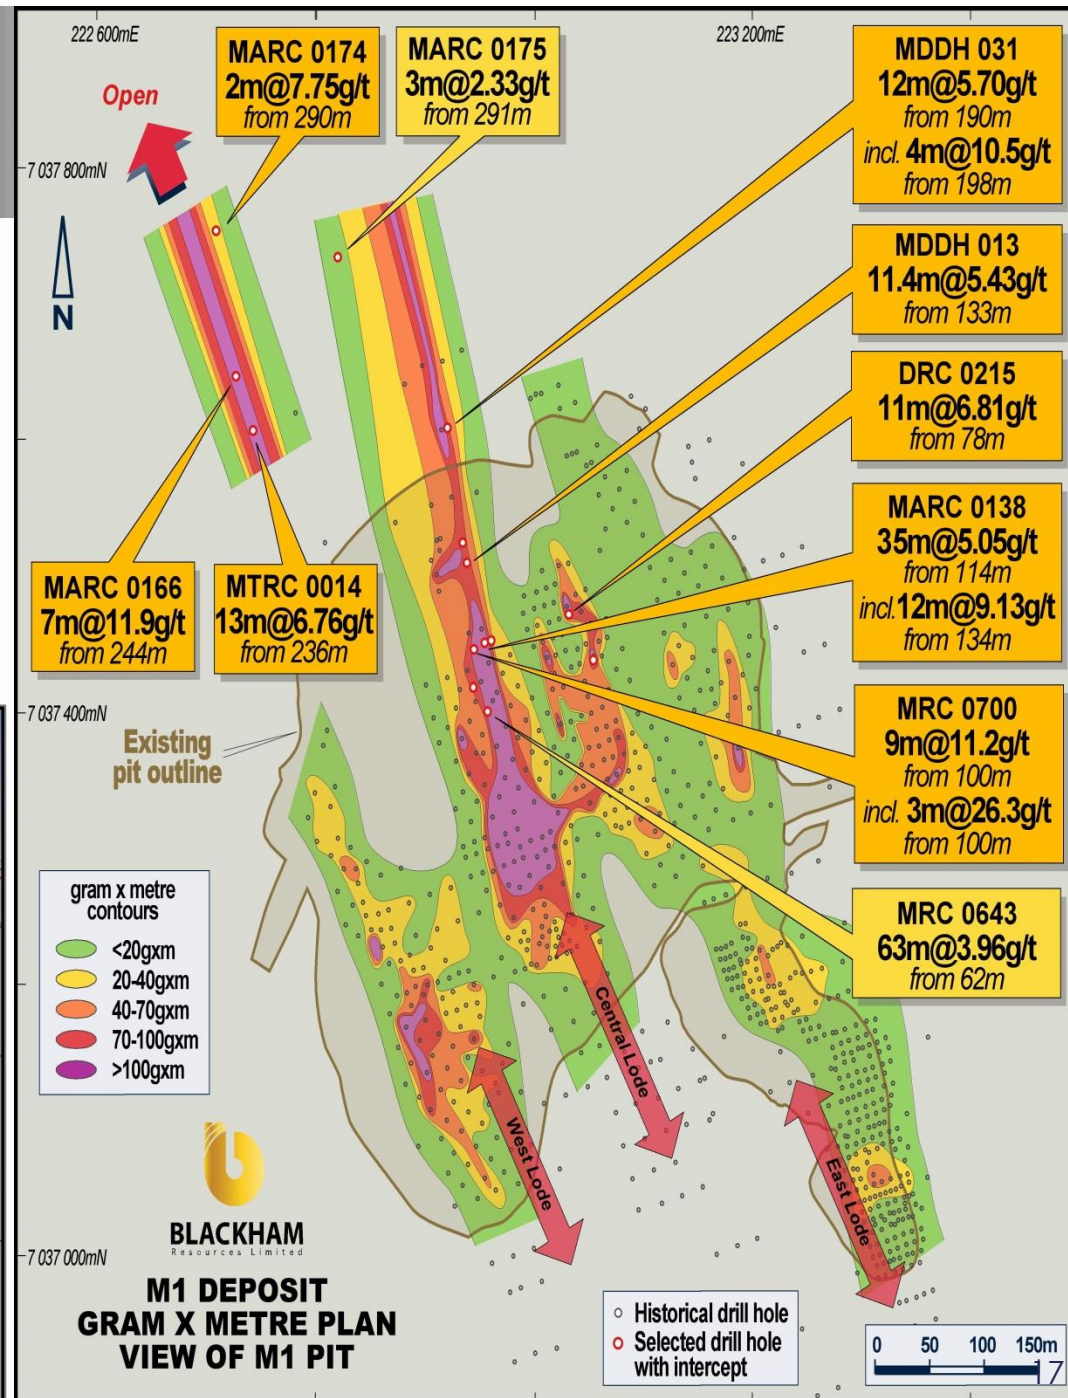 222 600mE
223 200mE
MARC 0174
2m@7.75g/t
from 290m
MARC 0175
3m@2.33g/t
from 291m
MDDH 031
12m@5.70g/t
from 190m
incl. 4m@10.5g/t
from 198m
Open
7 037 800mN
N
MDDH 013
11.4m@5.43g/t
from 133m
DRC 0215
11m@6.81g/t
from 78m
MARC 0138
35m@5.05g/t
from 114m
incl. 12m@9.13g/t
from 134m
MARC 0166
7m@11.9g/t
from 244m
MTRC 0014
13m@6.76g/t
from 236m
MRC 0700
9m@11.2g/t
from 100m
incl. 3m@26.3g/t
from 100m
7 037 400mN
Existing
pit outline
MRC 0643
63m@3.96g/t
from 62m
gram x metre
contours
<20gxm
20-40gxm
40-70gxm
70-100gxm
>100gxm
Central Lode
West Lode
East Lode
BLACKHAM
Resources Limited
7 037 000mN
M1 DEPOSIT
GRAM X METRE PLAN
VIEW OF M1 PIT
Historical drill hole
Selected drill hole
with intercept
0 50 100 150m
17